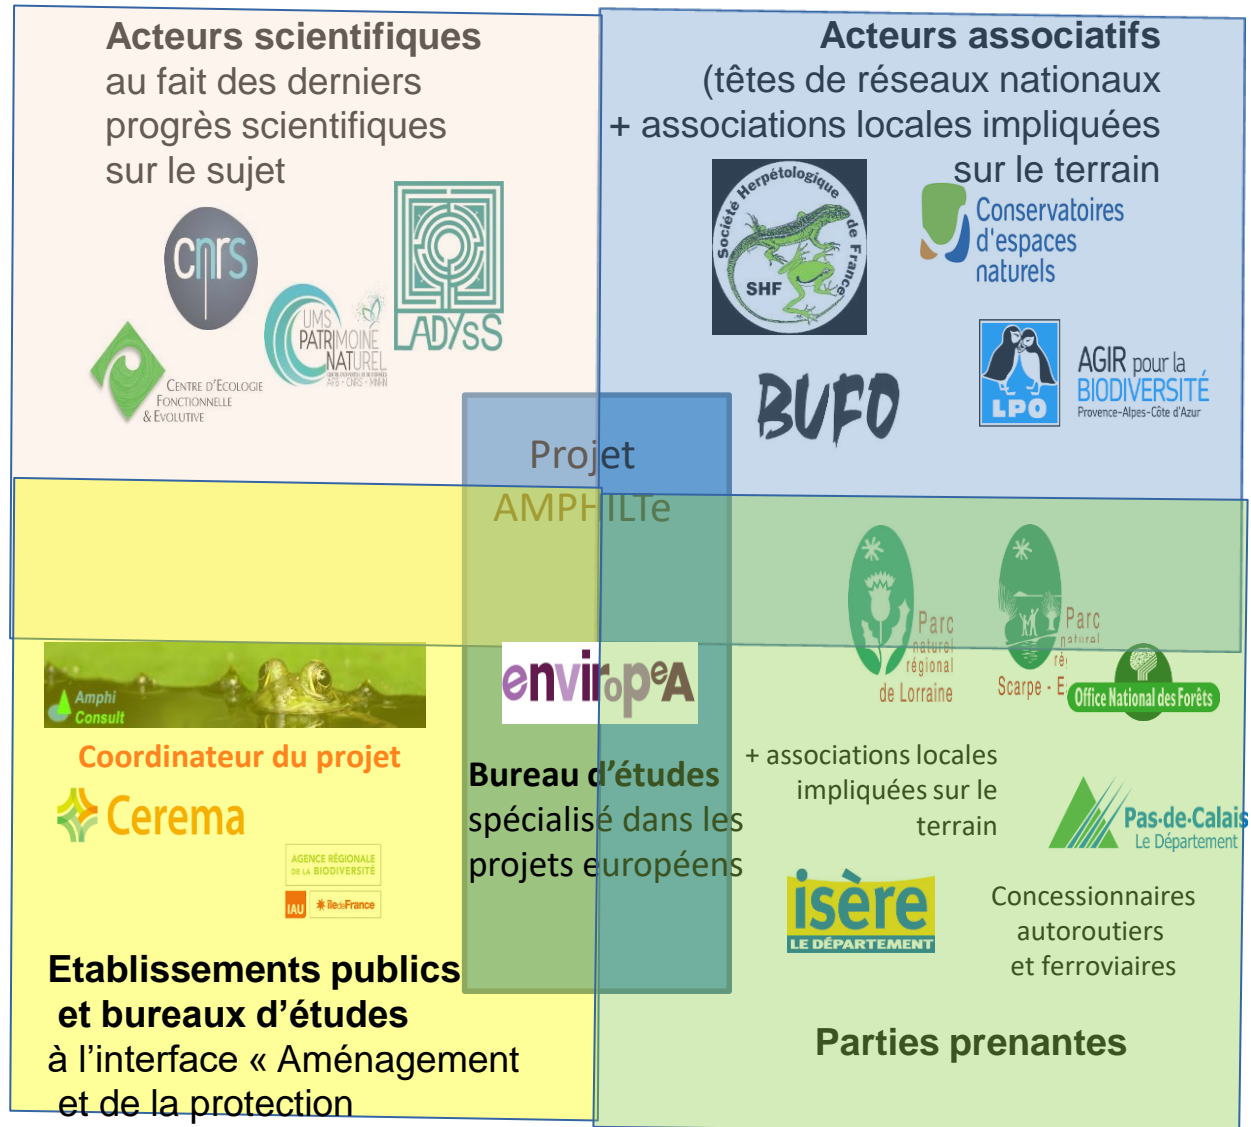 Acteurs scientifiques
au fait des derniers
progrès scientifiques
sur le sujet
cnrs
LADYSS
UMS
PATRIMOINE
NATUREL
AFB - CNRS - MNHN
CENTRE D'ECOLOGIE
FONCTIONNELLE
& EVOLUTIVE
Acteurs associatifs
(têtes de réseaux nationaux
+ associations locales impliquées
sur le terrain
Société Herpétologique de France
SHF
Conservatoires
d'espaces
naturels
BUFO
LPO
AGIR pour la
BIODIVERSITÉ
Provence-Alpes-Côte d'Azur
Projet
AMPHILTe
Amphi
Consult
Coordinateur du projet
Cerema
AGENCE RÉGIONALE
DE LA BIODIVERSITÉ
IAU
îledeFrance
Etablissements publics
et bureaux d’études
à l’interface « Aménagement
et de la protection
enviropeA
Bureau d’études
spécialisé dans les
projets européens
Parc
naturel
régional
de Lorraine
Parc
naturel
rég
Scarpe - E
Office National des Forêts
+ associations locales
impliquées sur le
terrain
Pas-de-Calais
Le Département
isère
LE DÉPARTEMENT
Concessionnaires
autoroutiers
et ferroviaires
Parties prenantes